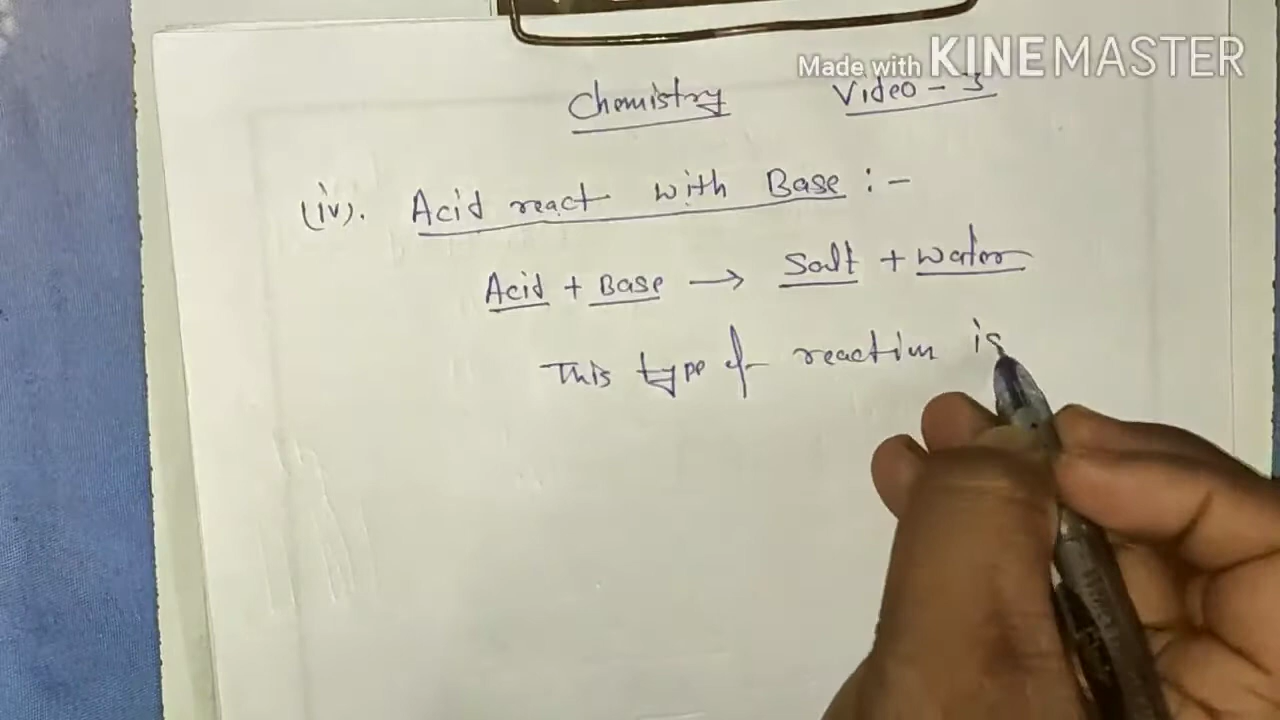 Made with KINEMASTER
Chemistry Video - 3
(iv). Acid react with Base : -
Acid + Base → Salt + Water
This type of reaction is